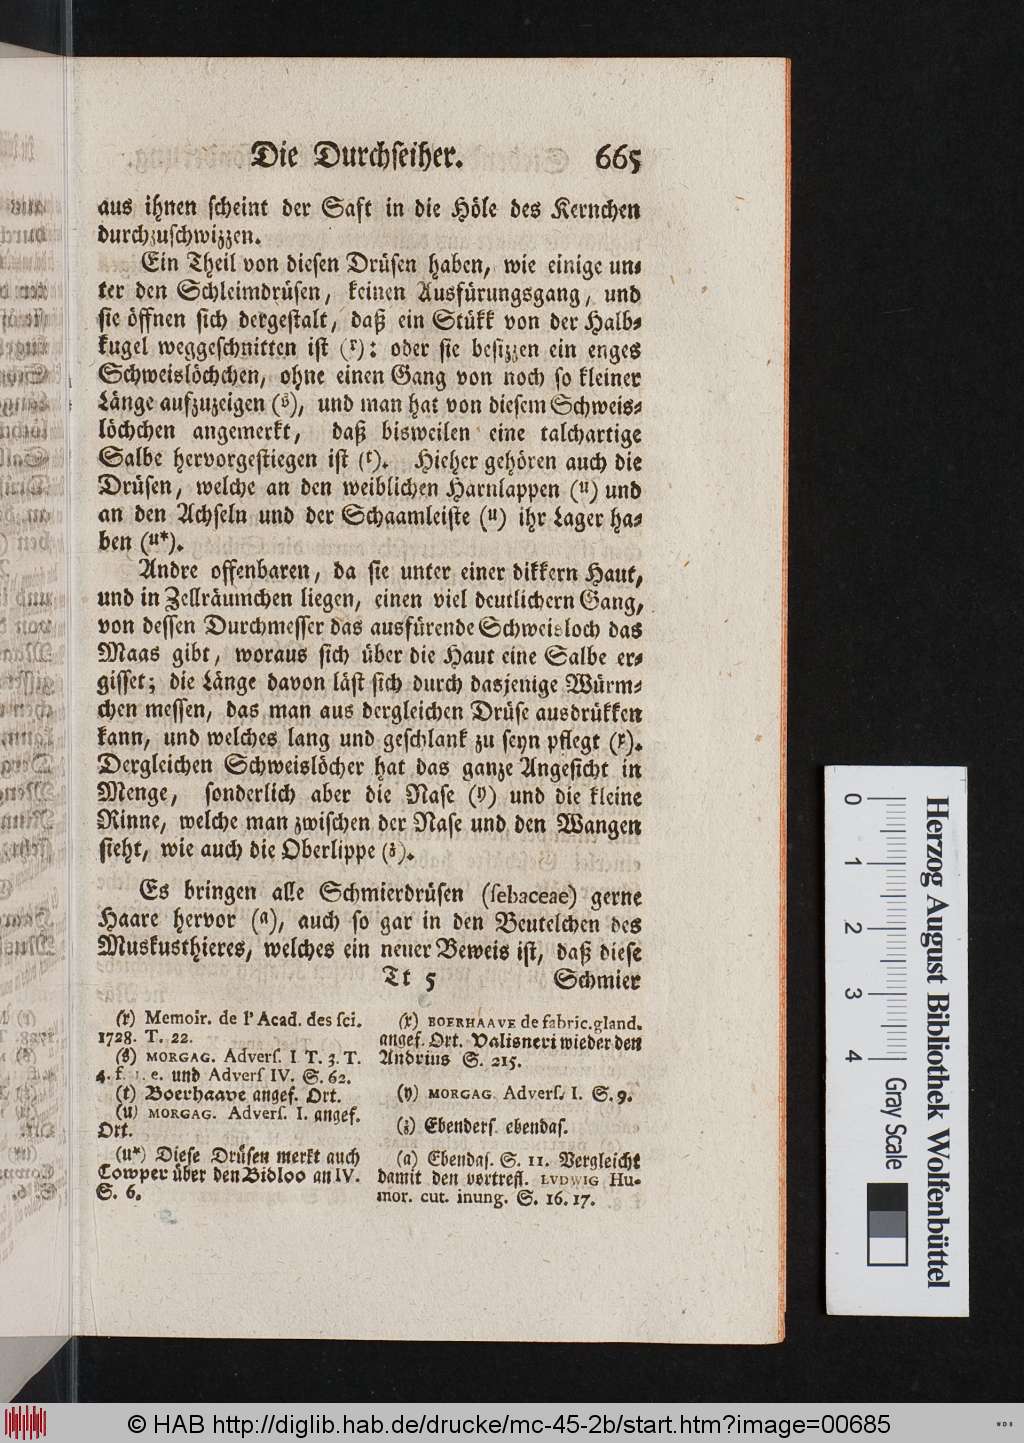 Die Durchseiher. 665
aus ihnen scheint der Saft in die Höle des Kernchen
durchzuschwizzen.
Ein Theil von diesen Drüsen haben, wie einige un-
ter den Schleimdrüsen, keinen Ausfürungsgang, und
sie öffnen sich dergestalt, daß ein Stükk von der Halb-
kugel weggeschnitten ist (r): oder sie besizzen ein enges
Schweislöchchen, ohne einen Gang von noch so kleiner
Länge aufzuzeigen (s), und man hat von diesem Schweis-
löchchen angemerkt, daß bisweilen eine talchartige
Salbe hervorgestiegen ist (t). Hieher gehören auch die
Drüsen, welche an den weiblichen Harnlappen (u) und
an den Achseln und der Schaamleiste (u) ihr Lager ha-
ben (u*).
Andre offenbaren, da sie unter einer dikkern Haut,
und in Zellräumchen liegen, einen viel deutlichern Gang,
von dessen Durchmesser das ausfürende Schweisloch das
Maas gibt, woraus sich über die Haut eine Salbe er-
gisset; die Länge davon läst sich durch dasjenige Würm-
chen messen, das man aus dergleichen Drüse ausdrükken
kann, und welches lang und geschlank zu seyn pflegt (x).
Dergleichen Schweislöcher hat das ganze Angesicht in
Menge, sonderlich aber die Nase (y) und die kleine
Rinne, welche man zwischen der Nase und den Wangen
sieht, wie auch die Oberlippe (z).
Es bringen alle Schmierdrüsen (sebaceae) gerne
Haare hervor (a), auch so gar in den Beutelchen des
Muskusthieres, welches ein neuer Beweis ist, daß diese
Tt 5 Schmier
(r) Memoir. de l'Acad. des sci.
1728. T. 22.
(s) MORGAG. Advers. I T. 3. T.
4. f. 1. e. und Advers IV. S. 62.
(t) Boerhaave angef. Ort.
(u) MORGAG. Advers. I. angef.
Ort.
(u*) Diese Drüsen merkt auch
Cowper über den Bidloo an IV.
S. 6.
(x) BOERHAAVE de fabric. gland.
angef. Ort. Valisneri wieder den
Andrius S. 215.
(y) MORGAG. Advers. I. S. 9.
(z) Ebenders. ebendas.
(a) Ebendas. S. 11. Vergleicht
damit den vortrefl. LVDWIG Hu-
mor. cut. inung. S. 16. 17.
0 1 2 3 4
Gray Scale
Herzog August Bibliothek Wolfenbüttel
© HAB http://diglib.hab.de/drucke/mc-45-2b/start.htm?image=00685